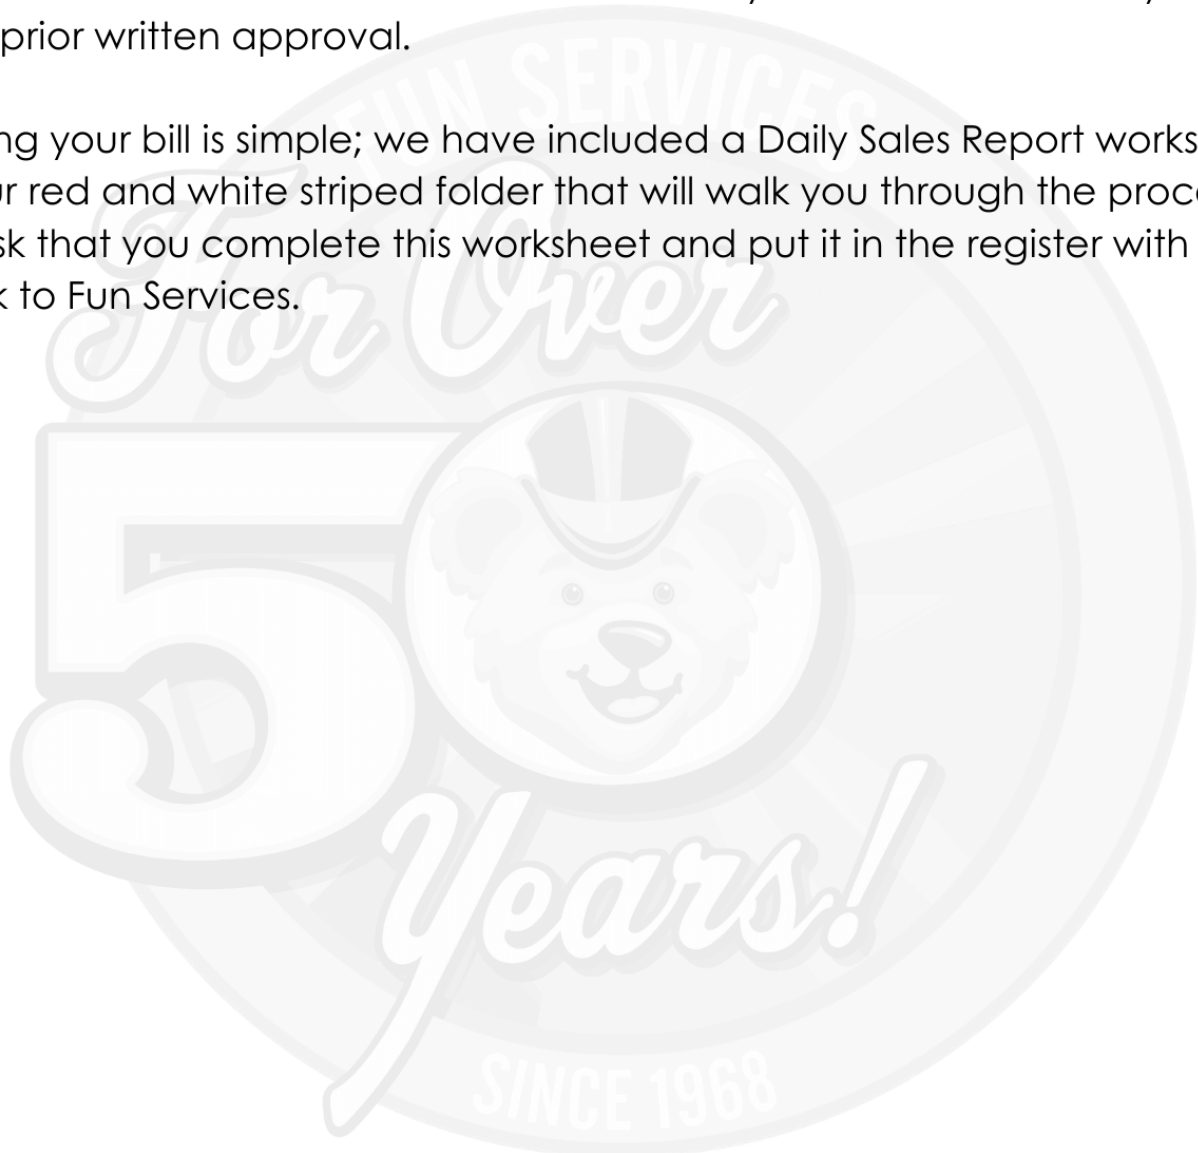 prior written approval.
ng your bill is simple; we have included a Daily Sales Report works
r red and white striped folder that will walk you through the proc
sk that you complete this worksheet and put it in the register with
k to Fun Services.
FUN SERVICES
For Over
50
Years!
SINCE 1968